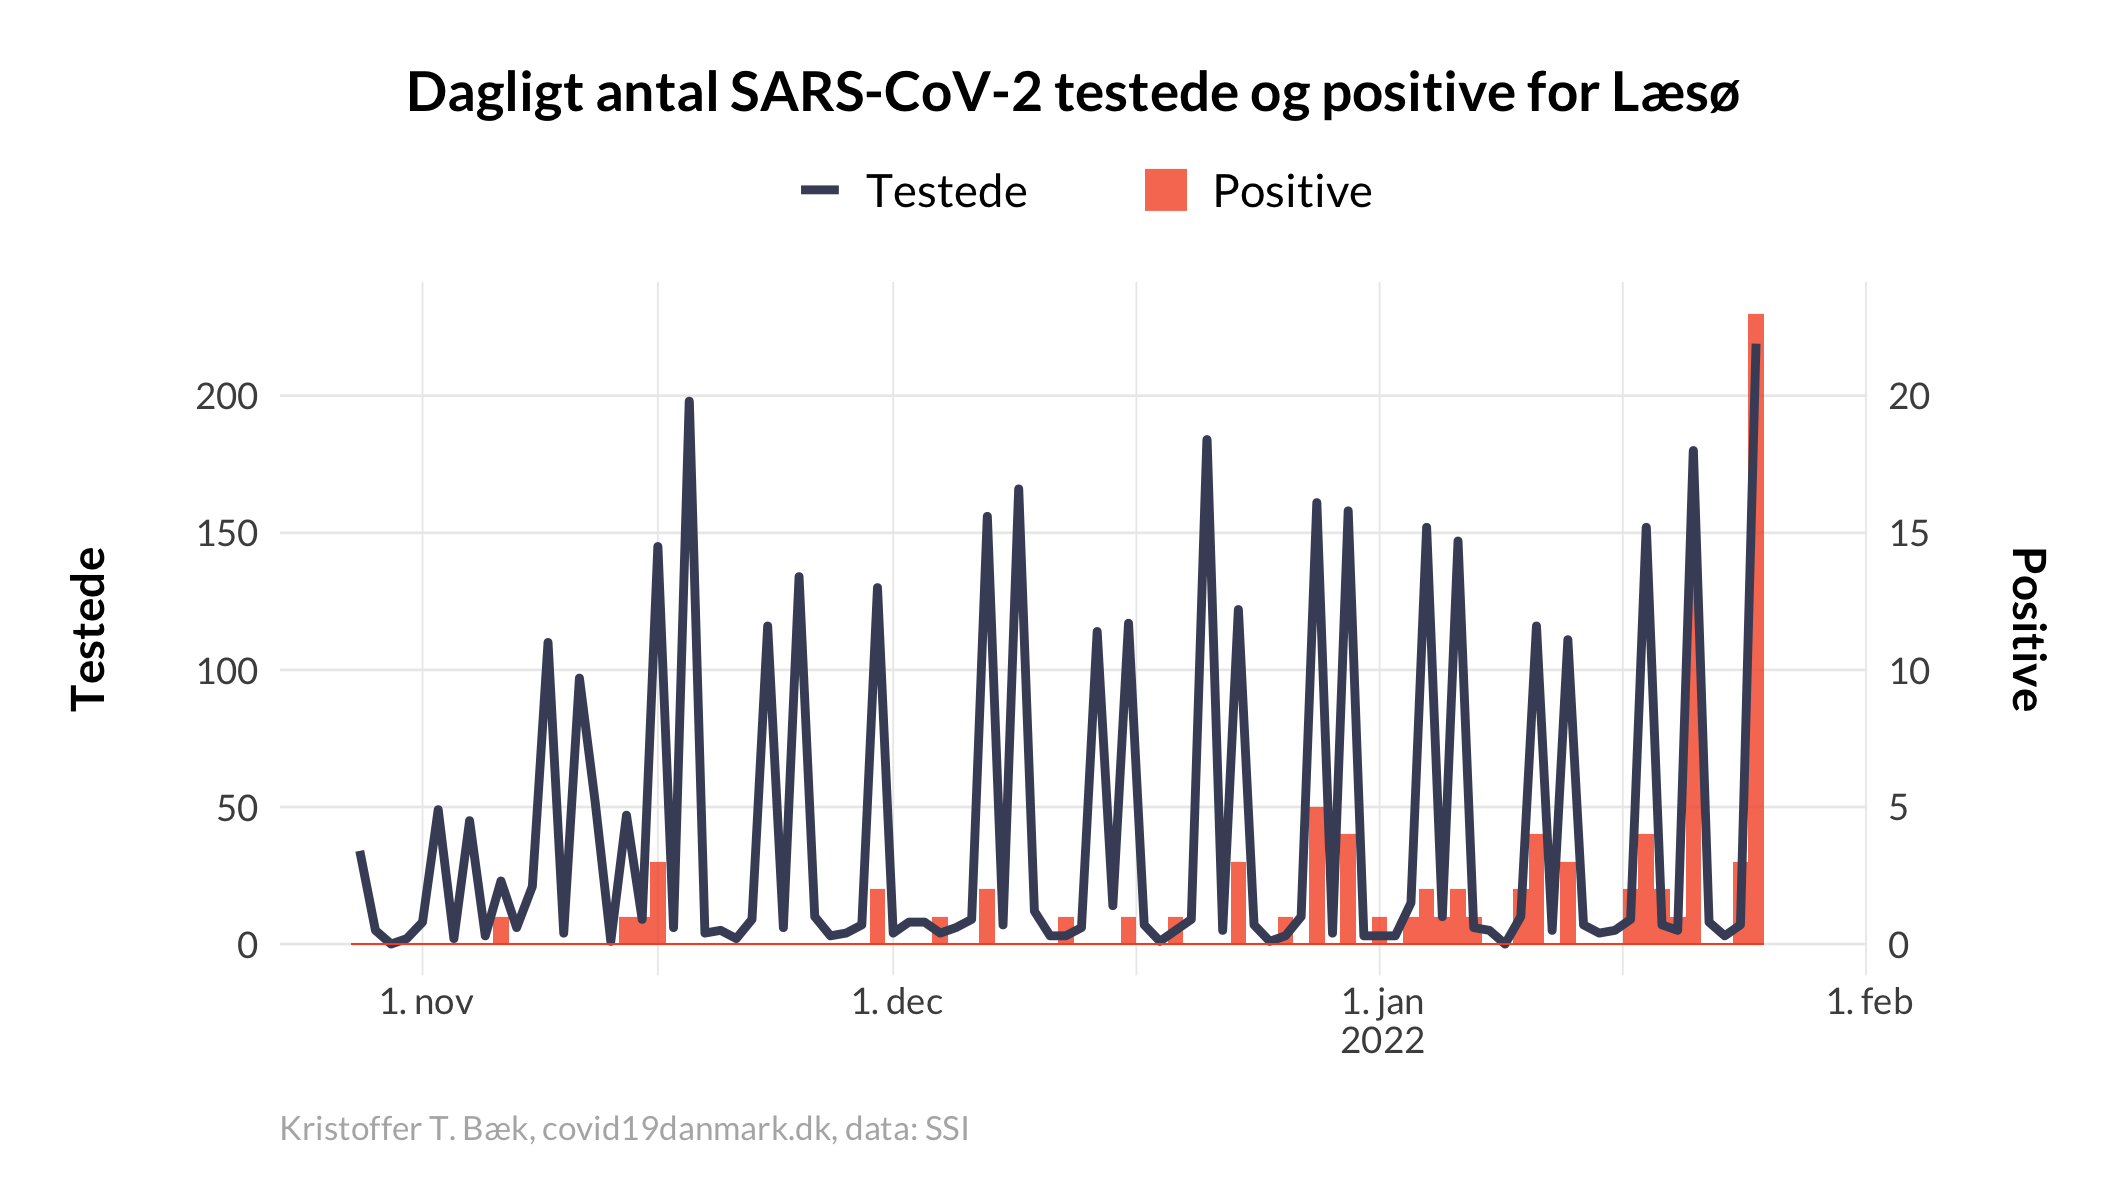 Dagligt antal SARS-CoV-2 testede og positive for Læsø
Testede
Positive
200
150
100
50
0
20
15
10
5
0
Testede
Positive
1. nov
1. dec
1. jan
2022
1. feb
Kristoffer T. Bæk, covid19danmark.dk, data: SSI